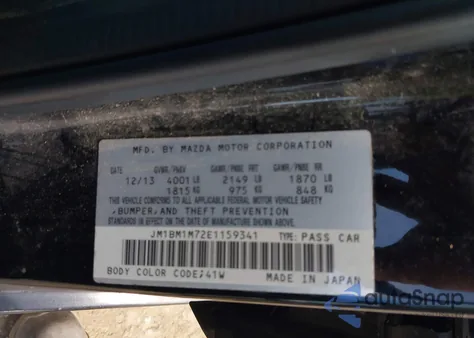 MFD. BY MAZDA MOTOR CORPORATION
DATE GVWR/PMBV GAWR/PMBE FRT GAWR/PMBE RR
12/13 4001 LB 2149 LB 1870 LB
1815 KG 975 KG 848 KG
THIS VEHICLE CONFORMS TO ALL APPLICABLE FEDERAL MOTOR VEHICLE SAFETY
, BUMPER, AND THEFT PREVENTION
STANDARDS IN EFFECT ON THE DATE OF MANUFACTURE SHOWN ABOVE.
JM1BM1M72E1159341 TYPE: PASS CAR
BODY COLOR CODE;41W MADE IN JAPAN
autoSnap